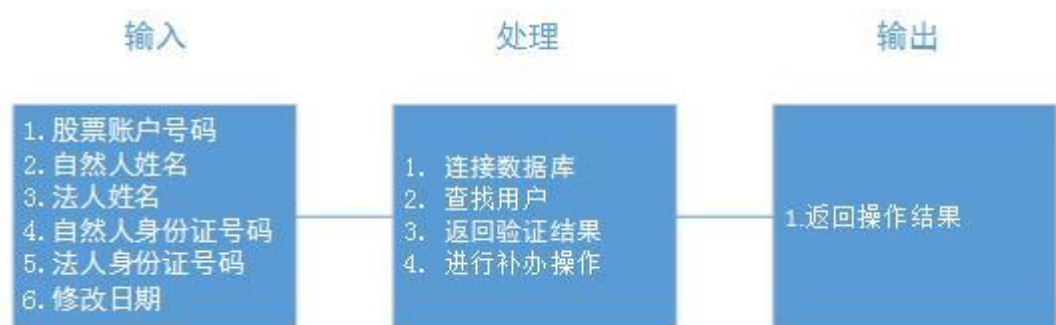 输入
处理
输出
1.股票账户号码
2.自然人姓名
3.法人姓名
4.自然人身份证号码
5.法人身份证号码
6.修改日期
1. 连接数据库
2. 查找用户
3. 返回验证结果
4. 进行补办操作
1.返回操作结果